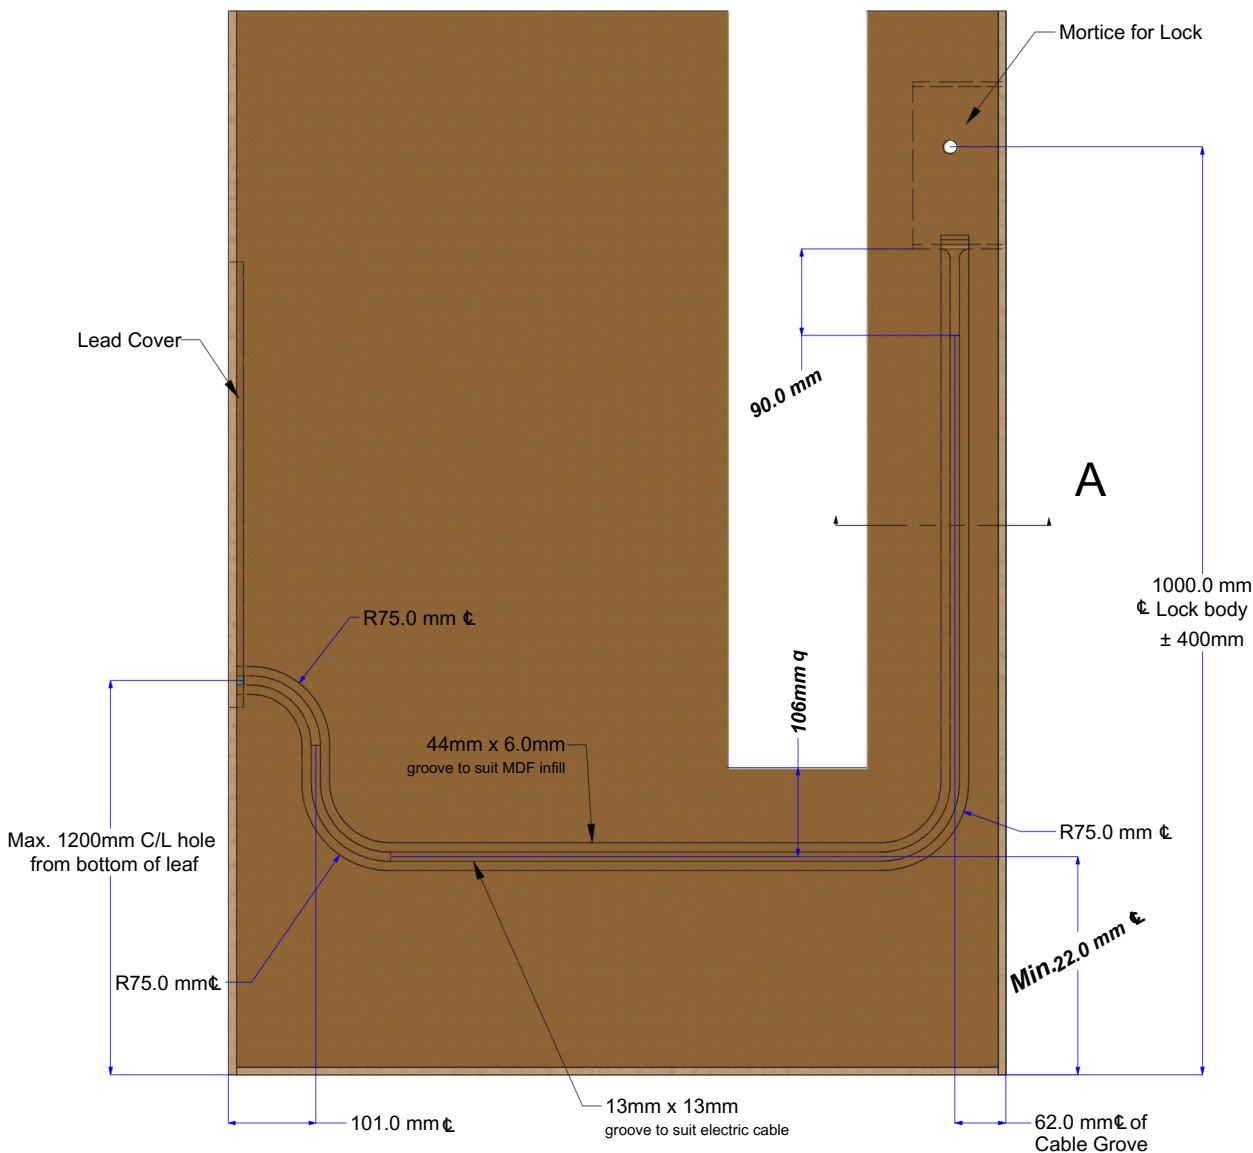 Mortice for Lock
Lead Cover
90.0 mm
A
1000.0 mm
℄ Lock body
± 400mm
R75.0 mm ℄
106mm q
44mm x 6.0mm
groove to suit MDF infill
Max. 1200mm C/L hole
from bottom of leaf
R75.0 mm ℄
Min.22.0 mm ℄
R75.0 mm℄
13mm x 13mm
groove to suit electric cable
101.0 mm ℄
62.0 mm℄ of
Cable Grove